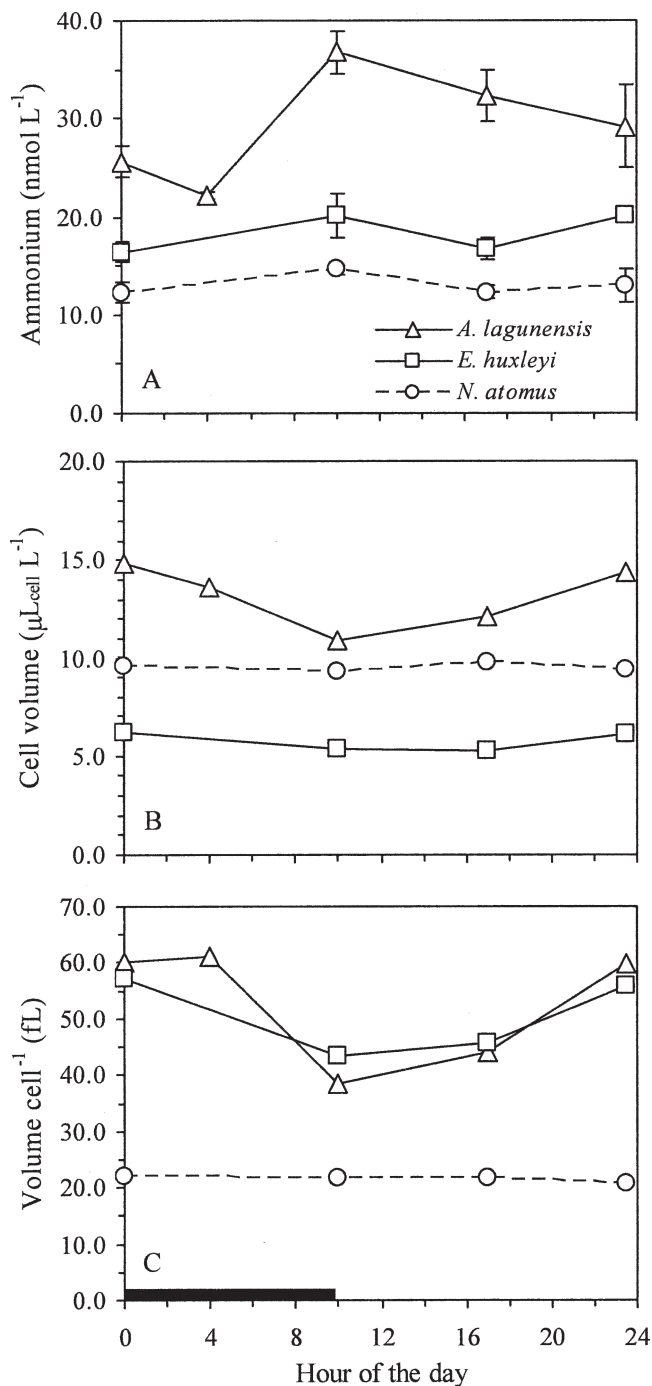 40.0
30.0
20.0
10.0
0.0
Ammonium (nmol L⁻¹)
A. lagunensis
E. huxleyi
N. atomus
A
20.0
15.0
10.0
5.0
0.0
Cell volume (μLcell L⁻¹)
B
70.0
60.0
50.0
40.0
30.0
20.0
10.0
0.0
Volume cell⁻¹ (fL)
C
0 4 8 12 16 20 24
Hour of the day